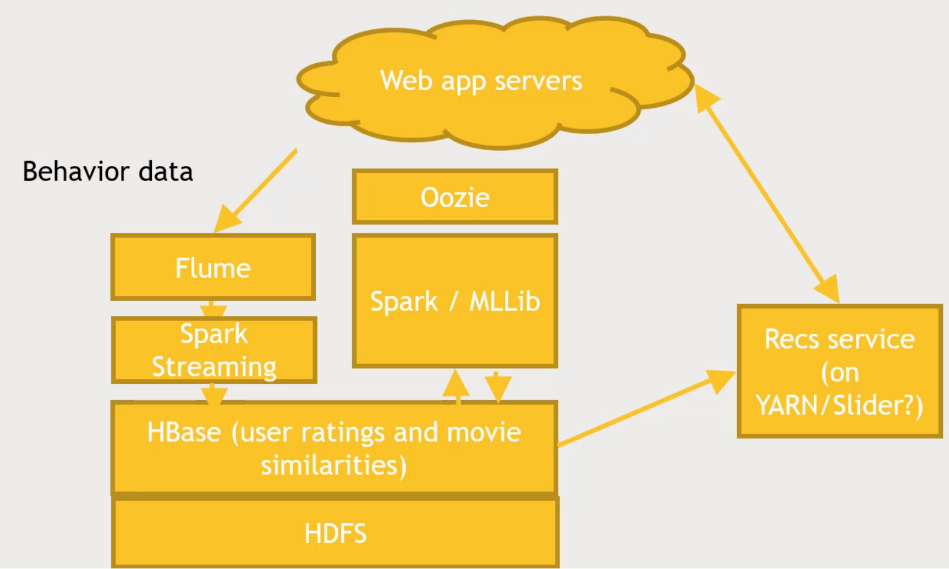 Web app servers
Behavior data
Oozie
Flume
Spark / MLLib
Spark
Streaming
Recs service
(on
YARN/Slider?)
HBase (user ratings and movie
similarities)
HDFS